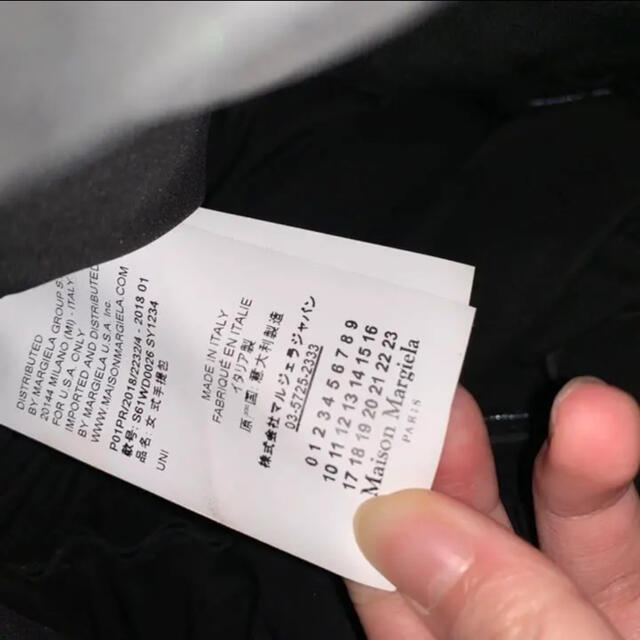 DISTRIBUTED
BY: MARGIELA GROUP S.
20144 MILANO (MI) - ITALY
FOR U.S.A. ONLY
IMPORTED AND DISTRIBUTED
BY MARGIELA U.S.A. Inc.
WWW.MAISONMARGIELA.COM
P01PR/2018/22332/4 - 2018 01
款号: S61WD0026 SY1234
品名: 女式手提包
UNI
MADE IN ITALY
FABRIQUE EN ITALIE
イタリア製
原产国:意大利制造
株式会社マルジェラジャパン
03-5725-2333
0 1 2 3 4 5 6 7 8 9
10 11 12 13 14 15 16
17 18 19 20 21 22 23
Maison Margiela
PARIS